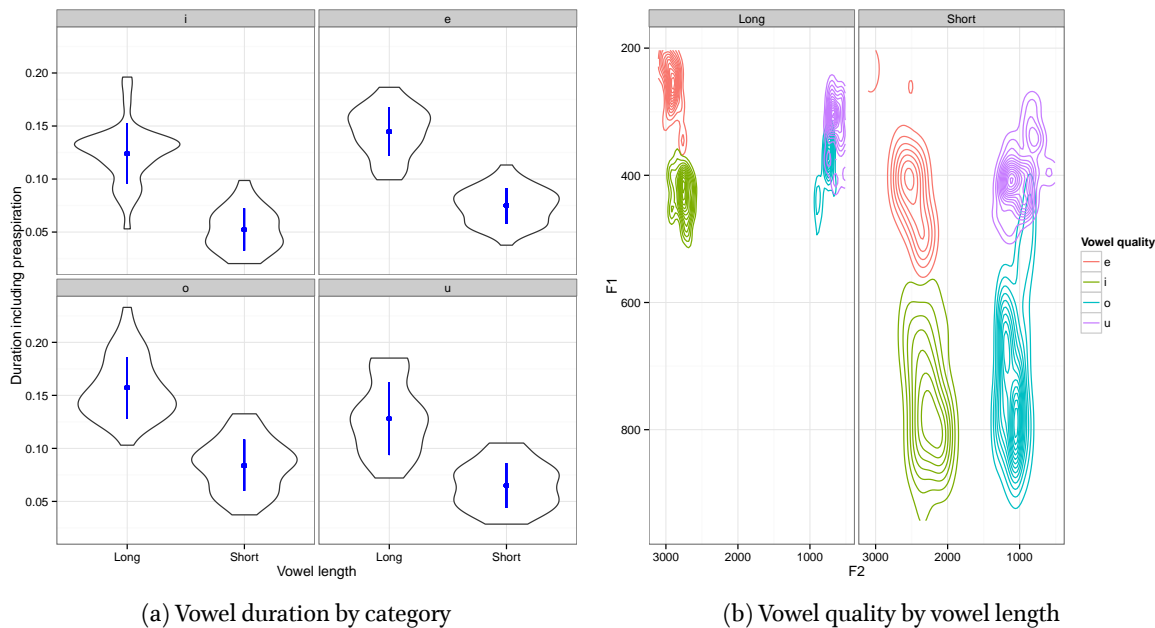 i e
0.20
0.15
0.10
0.05
o u
0.20
0.15
0.10
0.05
Long Short Long Short
Vowel length
Duration including preaspiration
(a) Vowel duration by category
Long Short
200
400
600
800
F1
3000 2000 1000 3000 2000 1000
F2
Vowel quality
e
i
o
u
(b) Vowel quality by vowel length